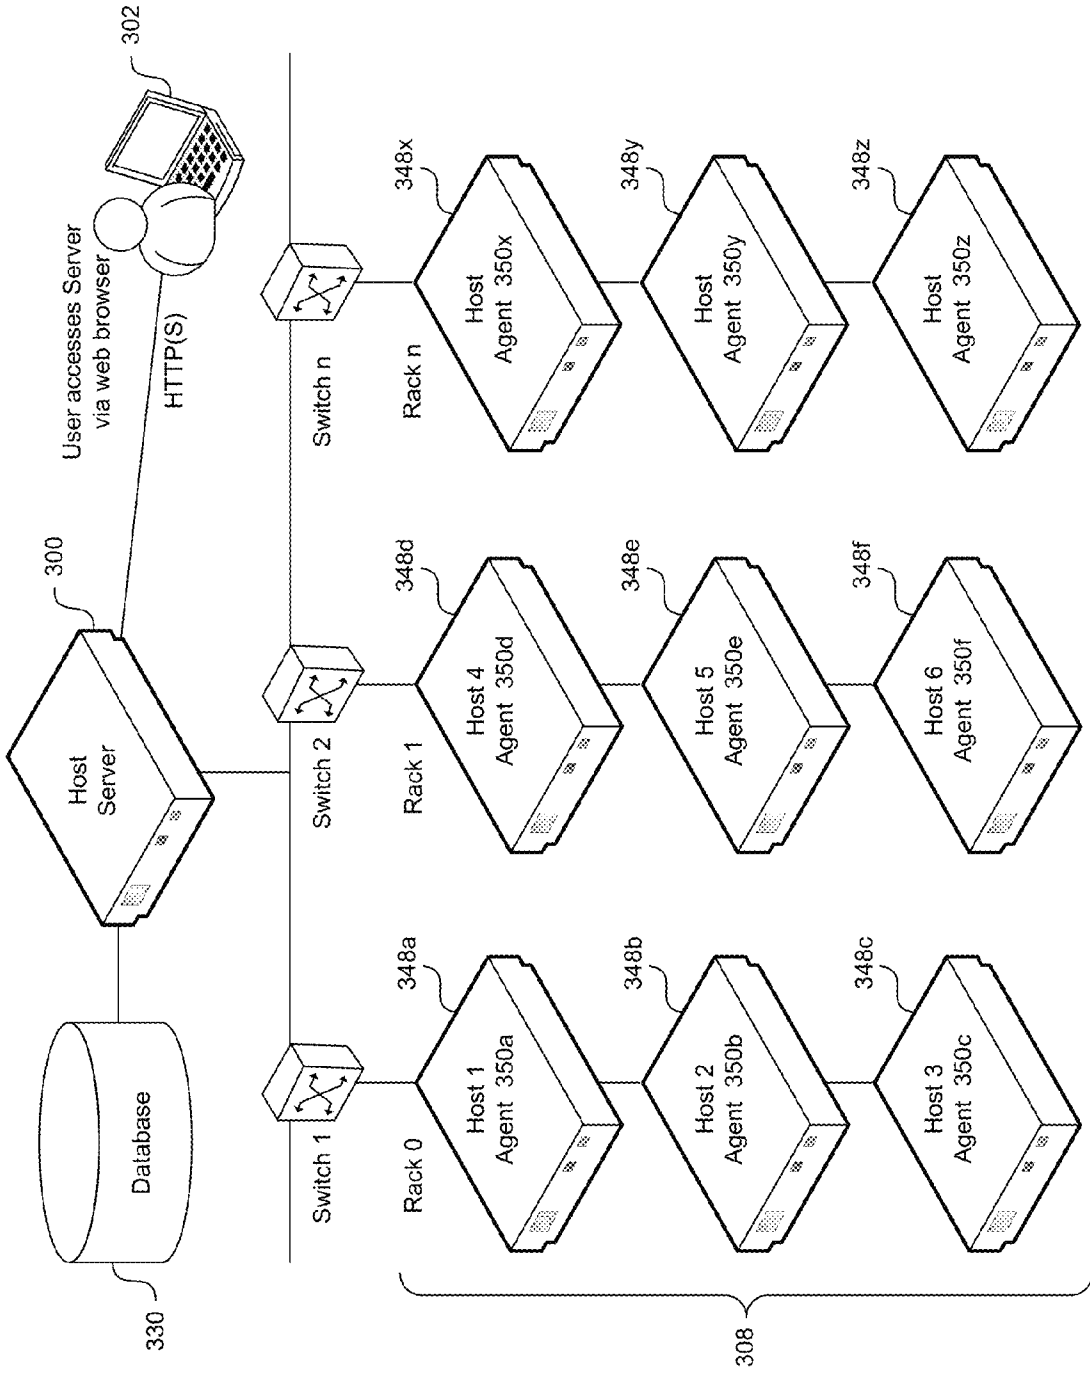 330
Database
Host
Server
300
User accesses Server
via web browser
HTTP(S)
302
Switch 1
Switch 2
Switch n
Rack 0
Rack 1
Rack n
348a
Host 1
Agent 350a
348d
Host 4
Agent 350d
348x
Host
Agent 350x
348b
Host 2
Agent 350b
348e
Host 5
Agent 350e
348y
Host
Agent 350y
348c
Host 3
Agent 350c
348f
Host 6
Agent 350f
348z
Host
Agent 350z
308